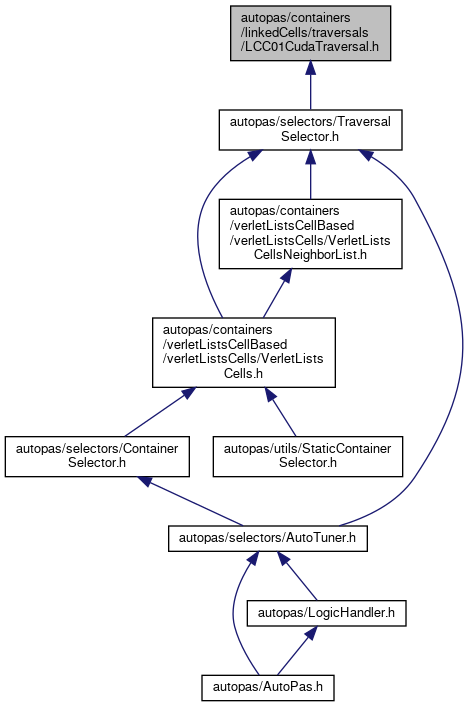 autopas/containers
/linkedCells/traversals
/LCC01CudaTraversal.h
autopas/selectors/Traversal
Selector.h
autopas/containers
/verletListsCellBased
/verletListsCells/VerletLists
CellsNeighborList.h
autopas/containers
/verletListsCellBased
/verletListsCells/VerletLists
Cells.h
autopas/selectors/Container
Selector.h
autopas/utils/StaticContainer
Selector.h
autopas/selectors/AutoTuner.h
autopas/LogicHandler.h
autopas/AutoPas.h